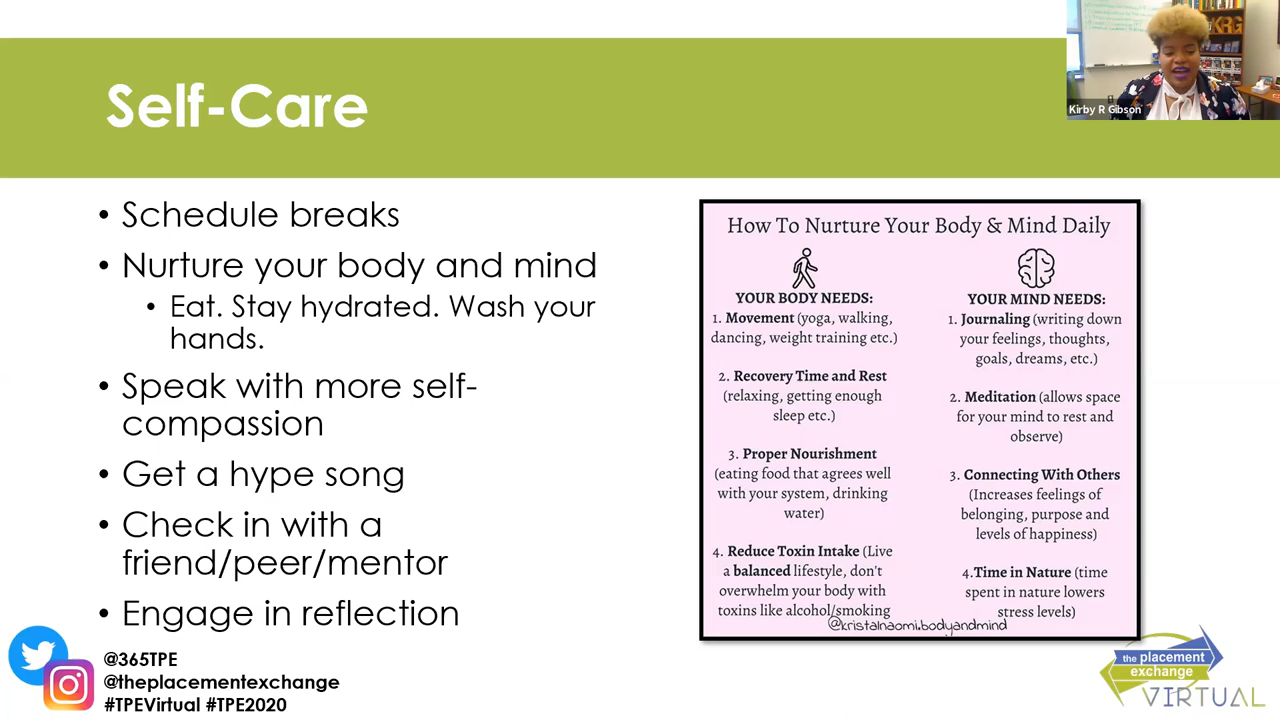 Self-Care
KRG
Kirby R Gibson
• Schedule breaks
• Nurture your body and mind
• Eat. Stay hydrated. Wash your
hands.
• Speak with more self-
compassion
• Get a hype song
• Check in with a
friend/peer/mentor
• Engage in reflection
How To Nurture Your Body & Mind Daily
YOUR BODY NEEDS:
1. Movement (yoga, walking,
dancing, weight training etc.)
2. Recovery Time and Rest
(relaxing, getting enough
sleep etc.)
3. Proper Nourishment
(eating food that agrees well
with your system, drinking
water)
4. Reduce Toxin Intake (Live
a balanced lifestyle, don't
overwhelm your body with
toxins like alcohol/smoking
YOUR MIND NEEDS:
1. Journaling (writing down
your feelings, thoughts,
goals, dreams, etc.)
2. Meditation (allows space
for your mind to rest and
observe)
3. Connecting With Others
(Increases feelings of
belonging, purpose and
levels of happiness)
4.Time in Nature (time
spent in nature lowers
stress levels)
@kristalnaomi.bodyandmind
@365TPE
@theplacementexchange
#TPEVirtual #TPE2020
the placement
exchange
VIRTUAL